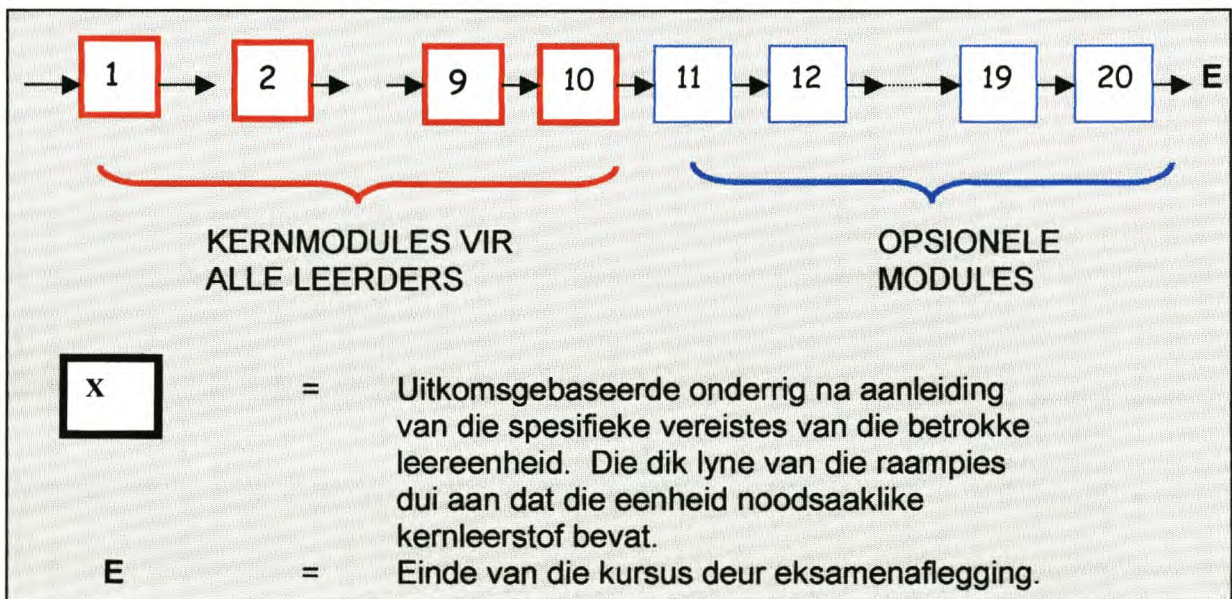 1 2 9 10 11 12 19 20 E
KERNMODULES VIR
ALLE LEERDERS
OPSIONELE
MODULES
X = Uitkomsgebaseerde onderrig na aanleiding
van die spesifieke vereistes van die betrokke
leereenheid. Die dik lyne van die raampies
dui aan dat die eenheid noodsaaklike
kernleerstof bevat.
E = Einde van die kursus deur eksamenaflegging.